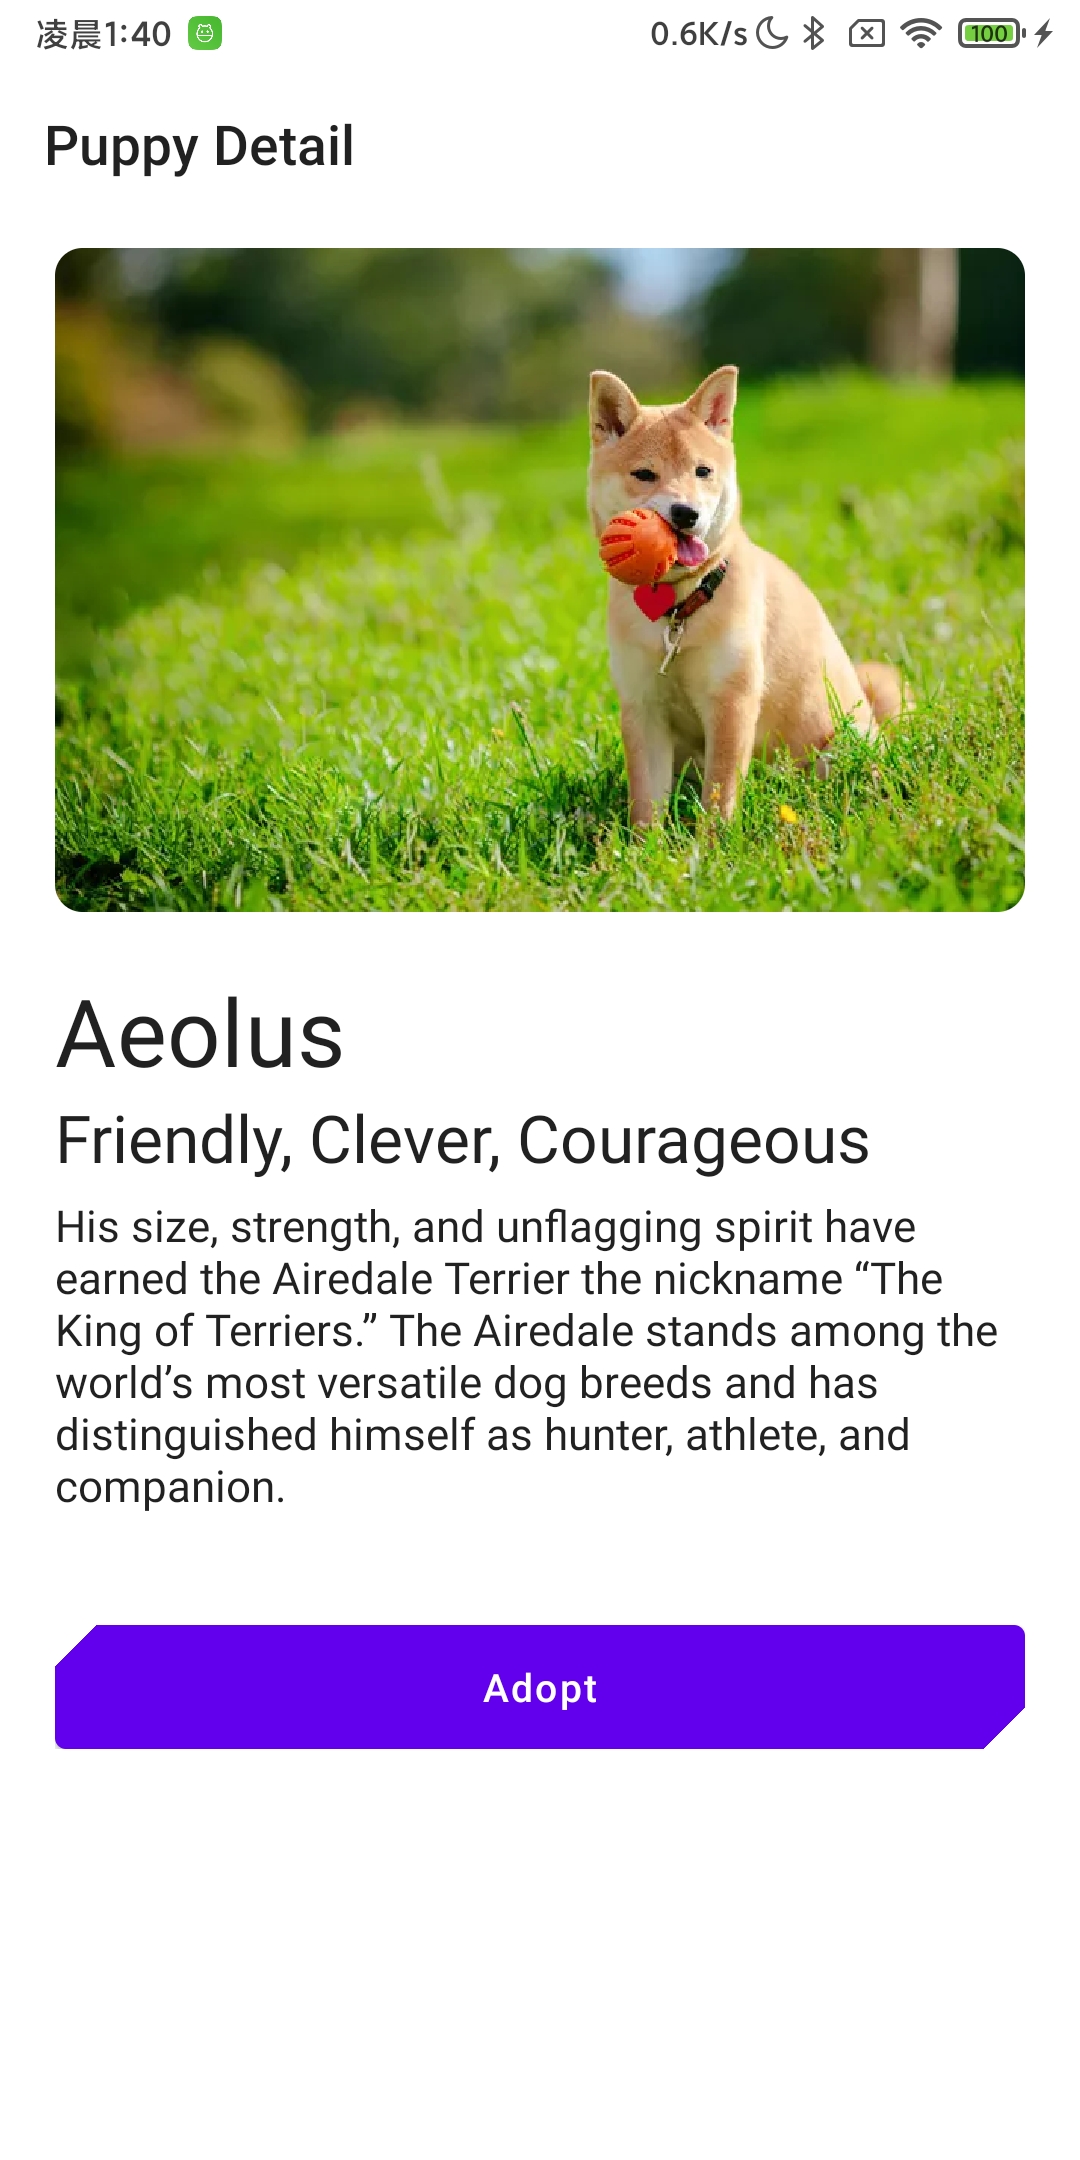 凌晨1:40 0.6K/s 100
Puppy Detail
Aeolus
Friendly, Clever, Courageous
His size, strength, and unflagging spirit have
earned the Airedale Terrier the nickname “The
King of Terriers.” The Airedale stands among the
world’s most versatile dog breeds and has
distinguished himself as hunter, athlete, and
companion.
Adopt